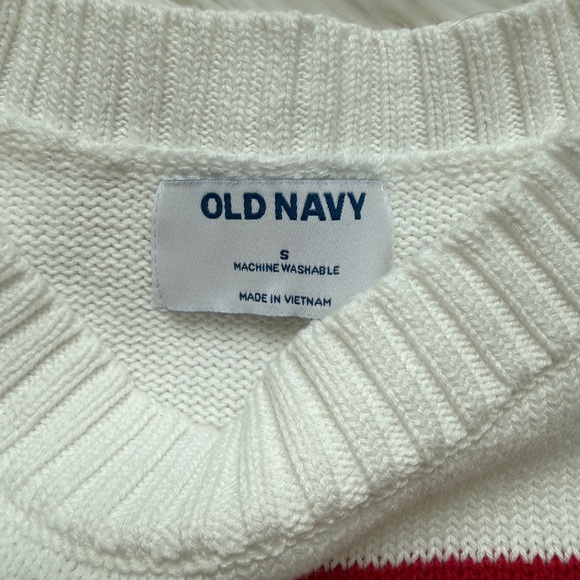 OLD NAVY
S
MACHINE WASHABLE
MADE IN VIETNAM